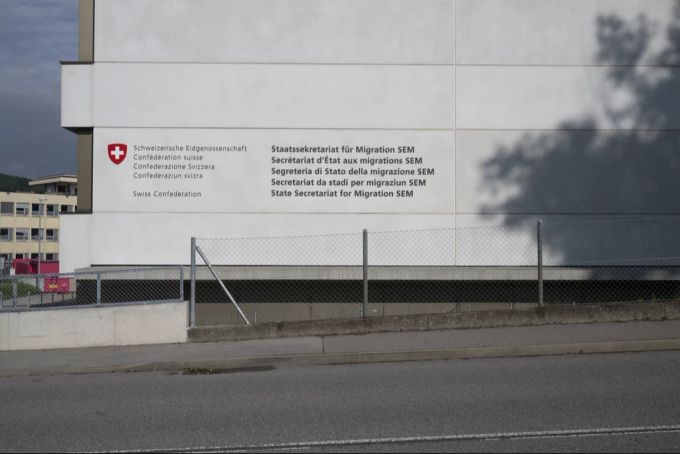 Schweizerische Eidgenossenschaft
Confédération suisse
Confederazione Svizzera
Confederaziun svizra
Swiss Confederation
Staatssekretariat für Migration SEM
Secrétariat d'État aux migrations SEM
Segreteria di Stato della migrazione SEM
Secretariat da stadi per migraziun SEM
State Secretariat for Migration SEM